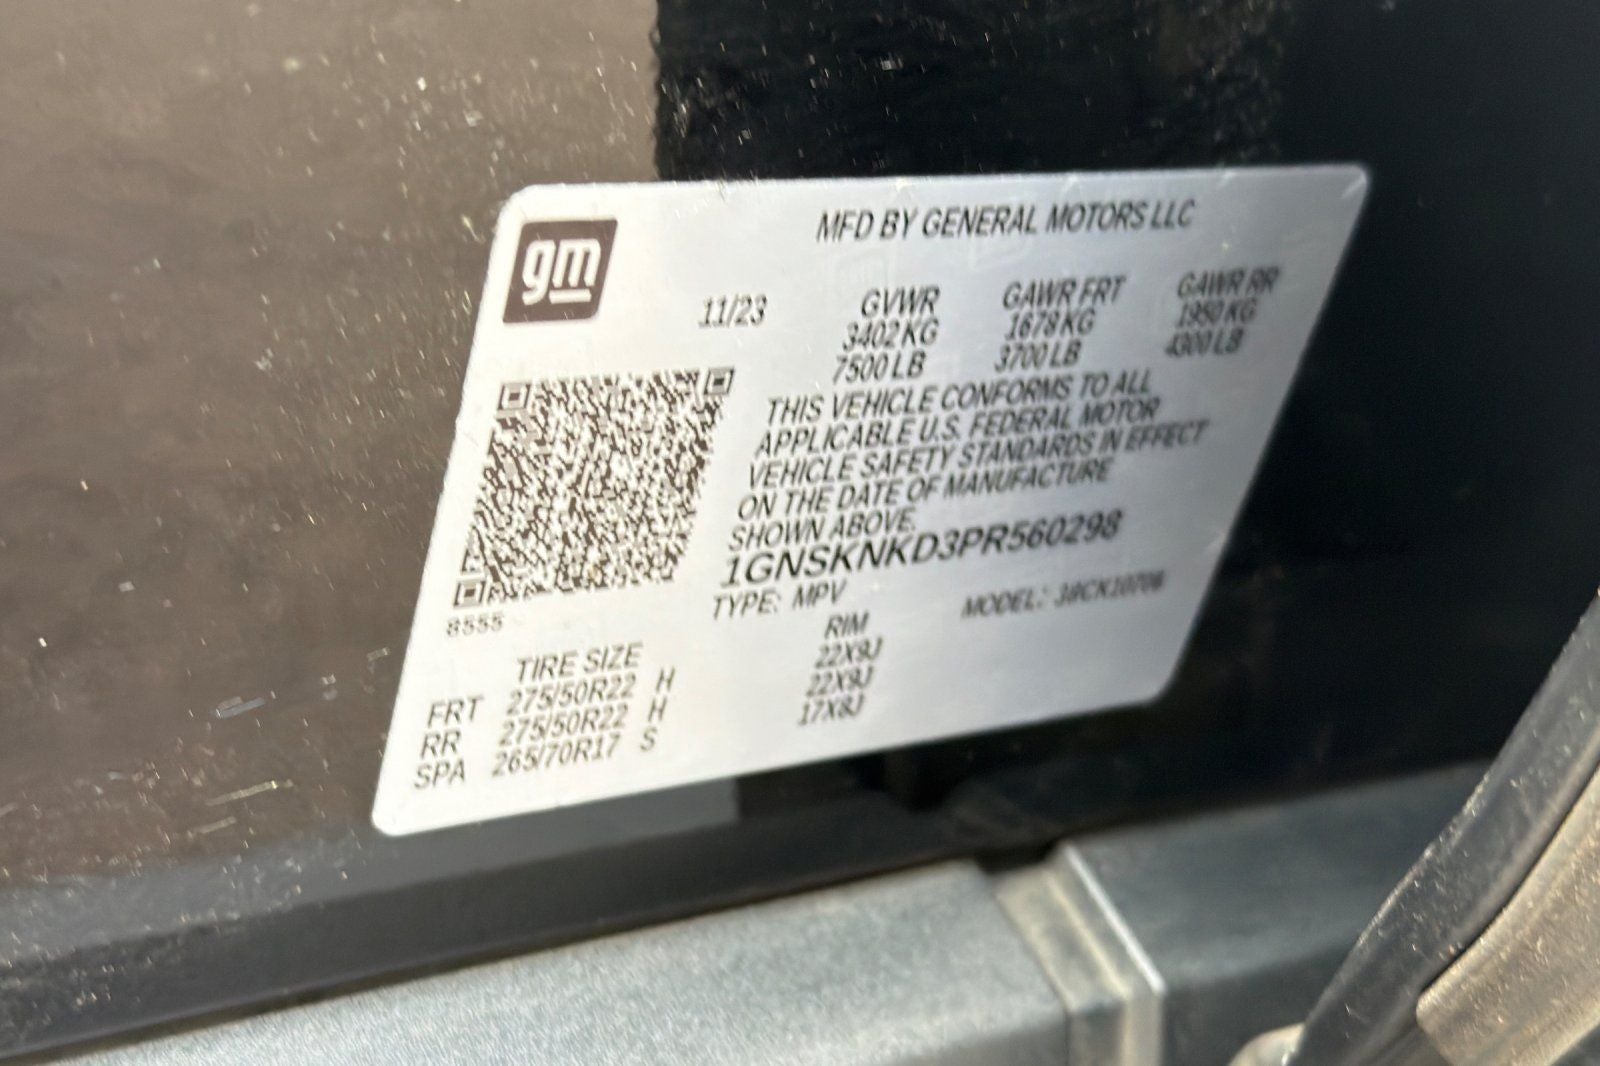 gm
MFD BY GENERAL MOTORS LLC
11/23
GVWR GAWR FRT GAWR RR
3402 KG 1678 KG 1950 KG
7500 LB 3700 LB 4300 LB
THIS VEHICLE CONFORMS TO ALL
APPLICABLE U.S. FEDERAL MOTOR
VEHICLE SAFETY STANDARDS IN EFFECT
ON THE DATE OF MANUFACTURE
SHOWN ABOVE.
1GNSKNKD3PR560298
TYPE: MPV MODEL: 
8555
TIRE SIZE RIM
FRT 275/50R22 H 22X9J
RR 275/50R22 H 22X9J
SPA 265/70R17 S 17X8J